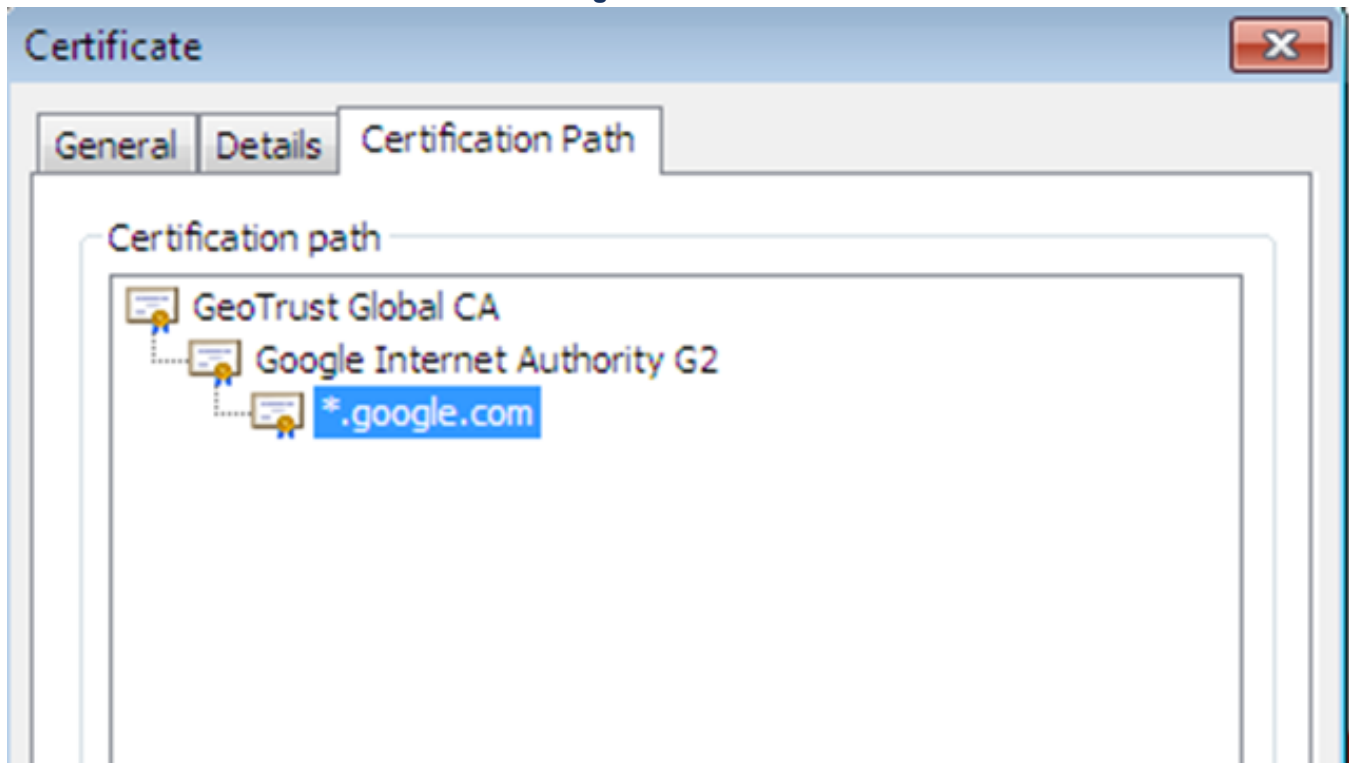 Certificate
General Details Certification Path
Certification path
GeoTrust Global CA
Google Internet Authority G2
*.google.com